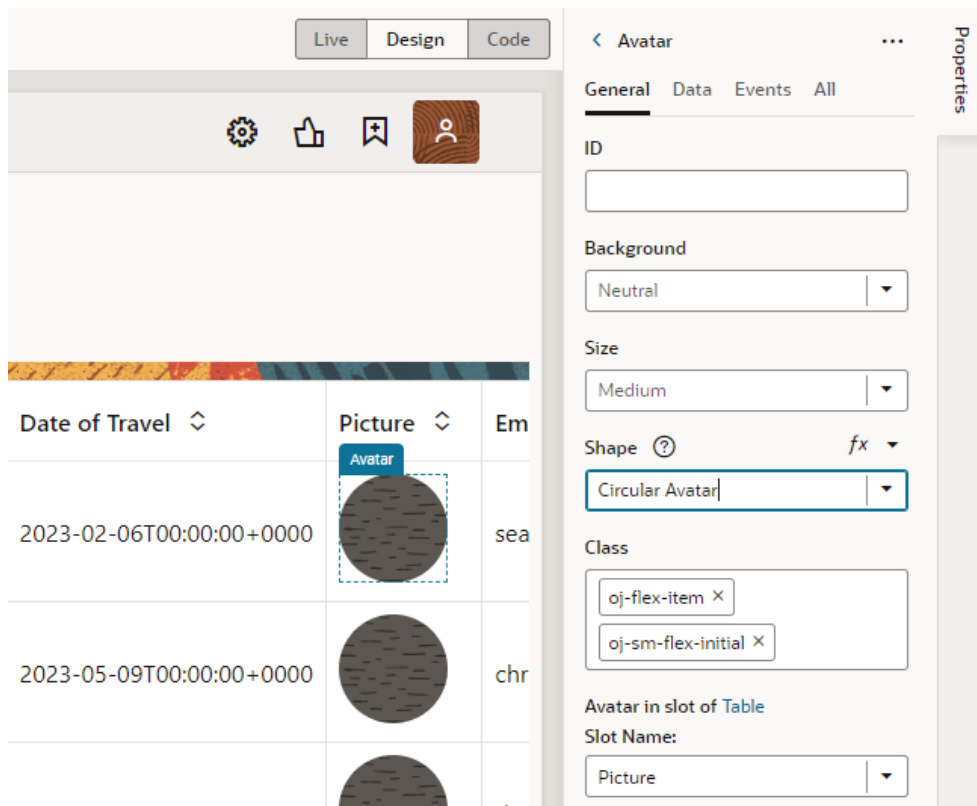 Live Design Code
Avatar
Properties
General Data Events All
ID
Background
Neutral
Size
Medium
Shape fx
Circular Avatar
Class
oj-flex-item
oj-sm-flex-initial
Avatar in slot of Table
Slot Name:
Picture
Date of Travel Picture Em
Avatar
2023-02-06T00:00:00+0000 sea
2023-05-09T00:00:00+0000 chr